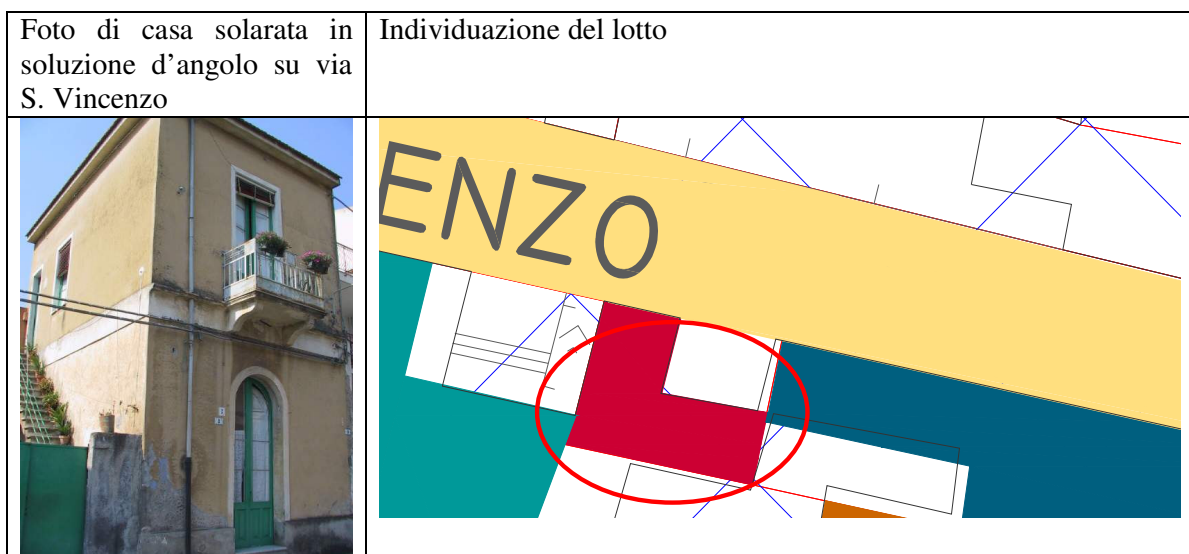 Foto di casa solarata in
soluzione d'angolo su via
S. Vincenzo
Individuazione del lotto
ENZO